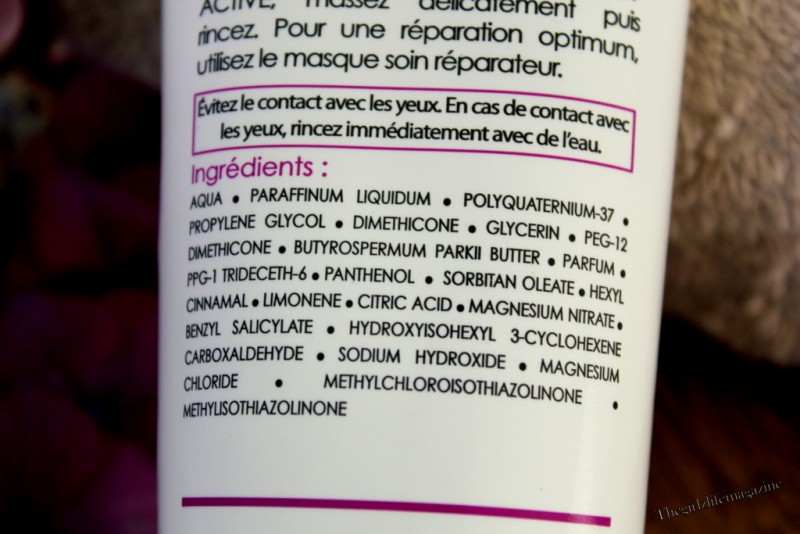 ACTIVE, massez délicatement puis
rincez. Pour une réparation optimum,
utilisez le masque soin réparateur.
Évitez le contact avec les yeux. En cas de contact avec
les yeux, rincez immédiatement avec de l'eau.
Ingrédients :
AQUA • PARAFFINUM LIQUIDUM • POLYQUATERNIUM-37 •
PROPYLENE GLYCOL • DIMETHICONE • GLYCERIN • PEG-12
DIMETHICONE • BUTYROSPERMUM PARKII BUTTER • PARFUM •
PPG-1 TRIDECETH-6 • PANTHENOL • SORBITAN OLEATE • HEXYL
CINNAMAL • LIMONENE • CITRIC ACID • MAGNESIUM NITRATE •
BENZYL SALICYLATE • HYDROXYISOHEXYL 3-CYCLOHEXENE
CARBOXALDEHYDE • SODIUM HYDROXIDE • MAGNESIUM
CHLORIDE • METHYLCHLOROISOTHIAZOLINONE •
METHYLISOTHIAZOLINONE
Thegirlzlifemagazine